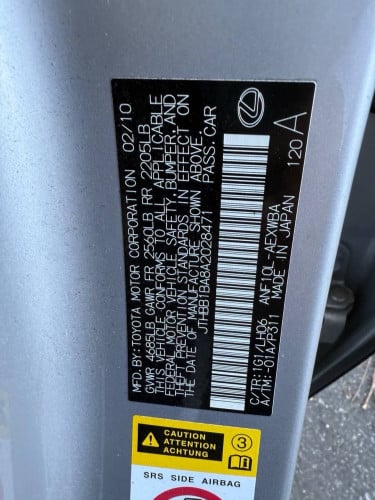 MFD.BY:TOYOTA MOTOR CORPORATION 02/10
GVWR 4685LB GAWR FR 2560LB RR 2205LB
THIS VEHICLE CONFORMS TO ALL APPLICABLE
FEDERAL MOTOR VEHICLE SAFETY, BUMPER, AND
THEFT PREVENTION STANDARDS IN EFFECT ON
THE DATE OF MANUFACTURE SHOWN ABOVE.
JTHBB1BA8A2028471 PASS.CAR
C/TR:1G1/LH06 ANF10L-AEXWBA
A/TM:-01A/P311 MADE IN JAPAN
120 A
CAUTION
ATTENTION
ACHTUNG
3
SRS SIDE AIRBAG